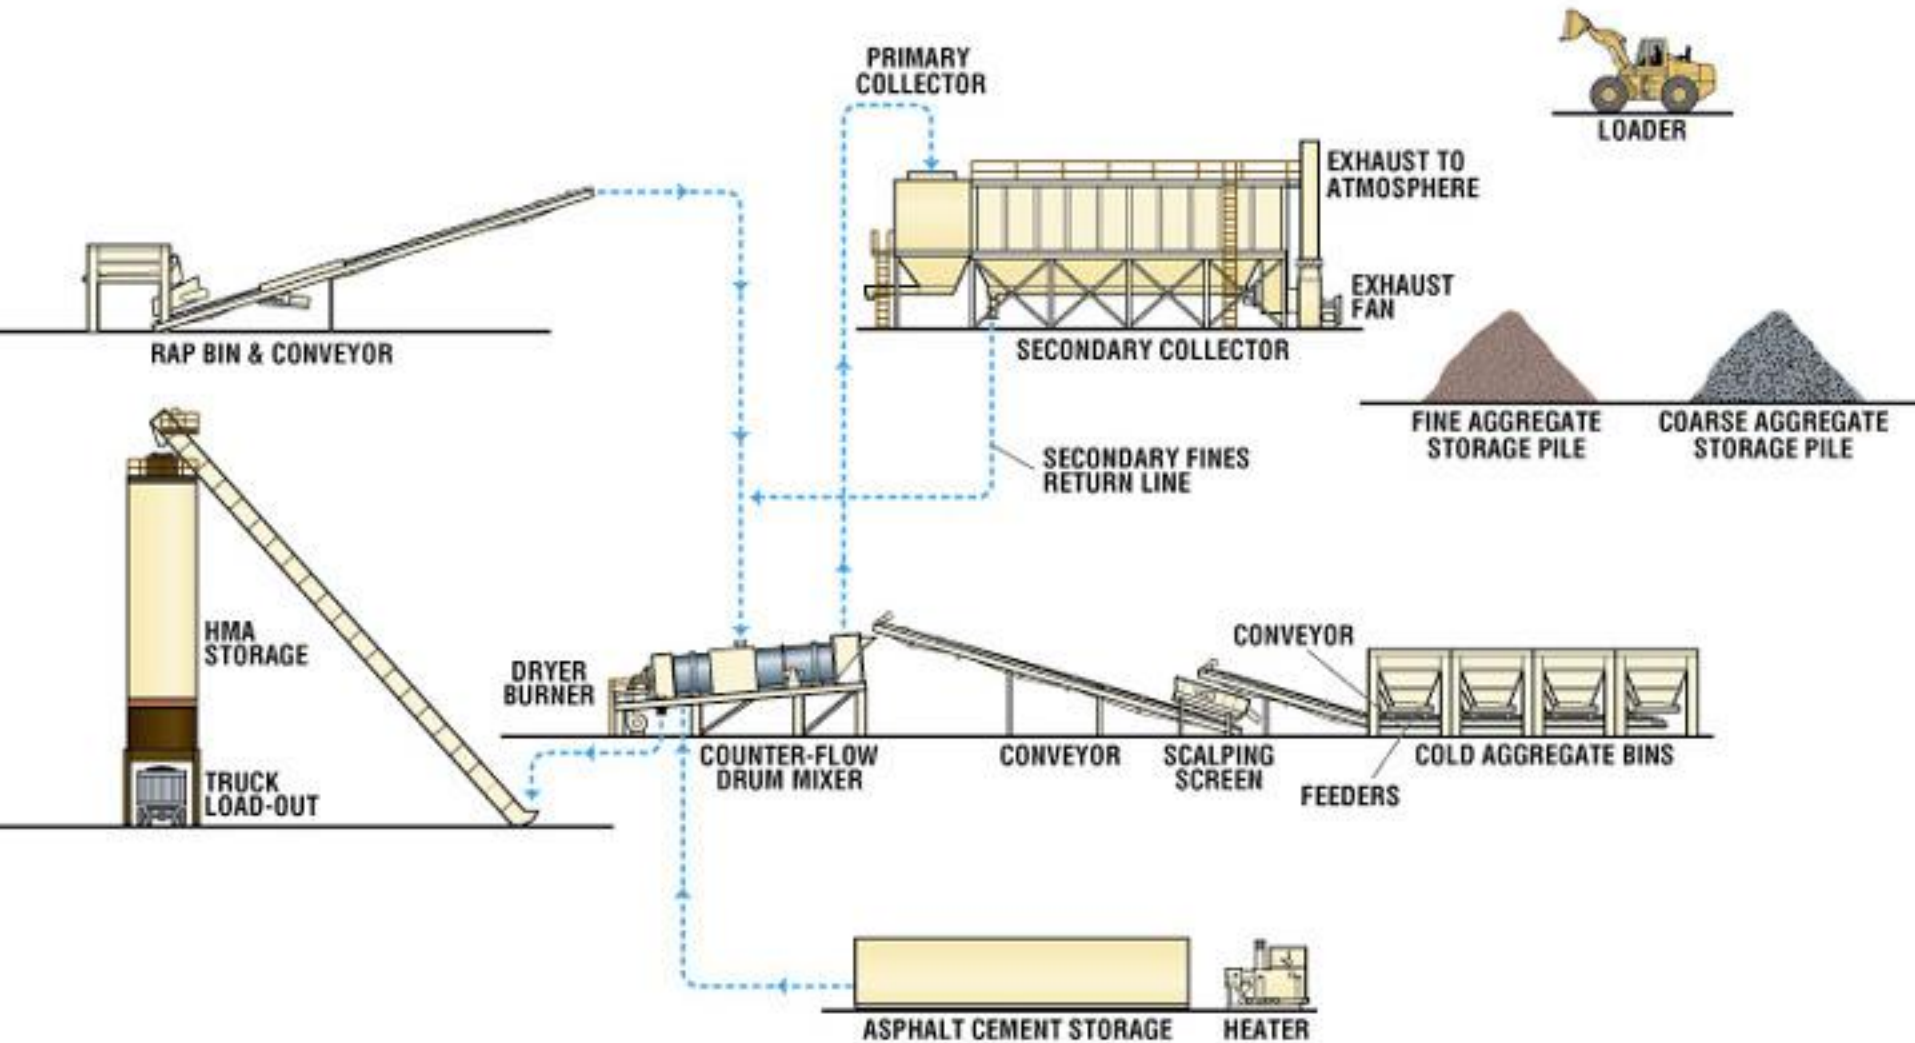 PRIMARY
COLLECTOR
LOADER
EXHAUST TO
ATMOSPHERE
EXHAUST
FAN
RAP BIN & CONVEYOR
SECONDARY COLLECTOR
FINE AGGREGATE
STORAGE PILE
COARSE AGGREGATE
STORAGE PILE
SECONDARY FINES
RETURN LINE
HMA
STORAGE
DRYER
BURNER
CONVEYOR
COUNTER-FLOW
DRUM MIXER
CONVEYOR
SCALPING
SCREEN
COLD AGGREGATE BINS
FEEDERS
TRUCK
LOAD-OUT
ASPHALT CEMENT STORAGE
HEATER